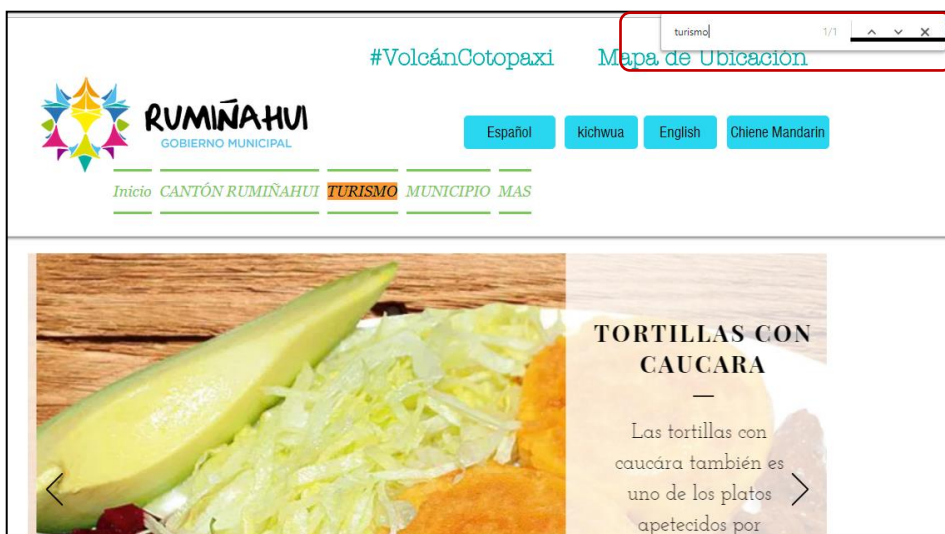 turismo 1/1
#VolcánCotopaxi Mapa de Ubicación
RUMIÑAHUI
GOBIERNO MUNICIPAL
Español kichwua English Chiene Mandarin
Inicio CANTÓN RUMIÑAHUI TURISMO MUNICIPIO MAS
TORTILLAS CON
CAUCARA
Las tortillas con
caucára también es
uno de los platos
apetecidos por